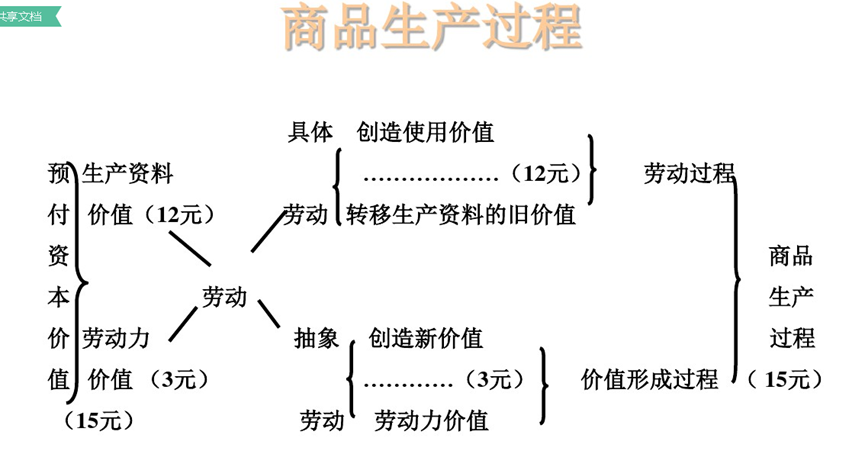 共享文档
商品生产过程
具体 创造使用价值
预 生产资料 ………………（12元） 劳动过程
付 价值（12元） 劳动 转移生产资料的旧价值
资 商品
本 劳动 生产
价 劳动力 抽象 创造新价值 过程
值 价值 （3元） …………（3元） 价值形成过程 （ 15元）
（15元） 劳动 劳动力价值